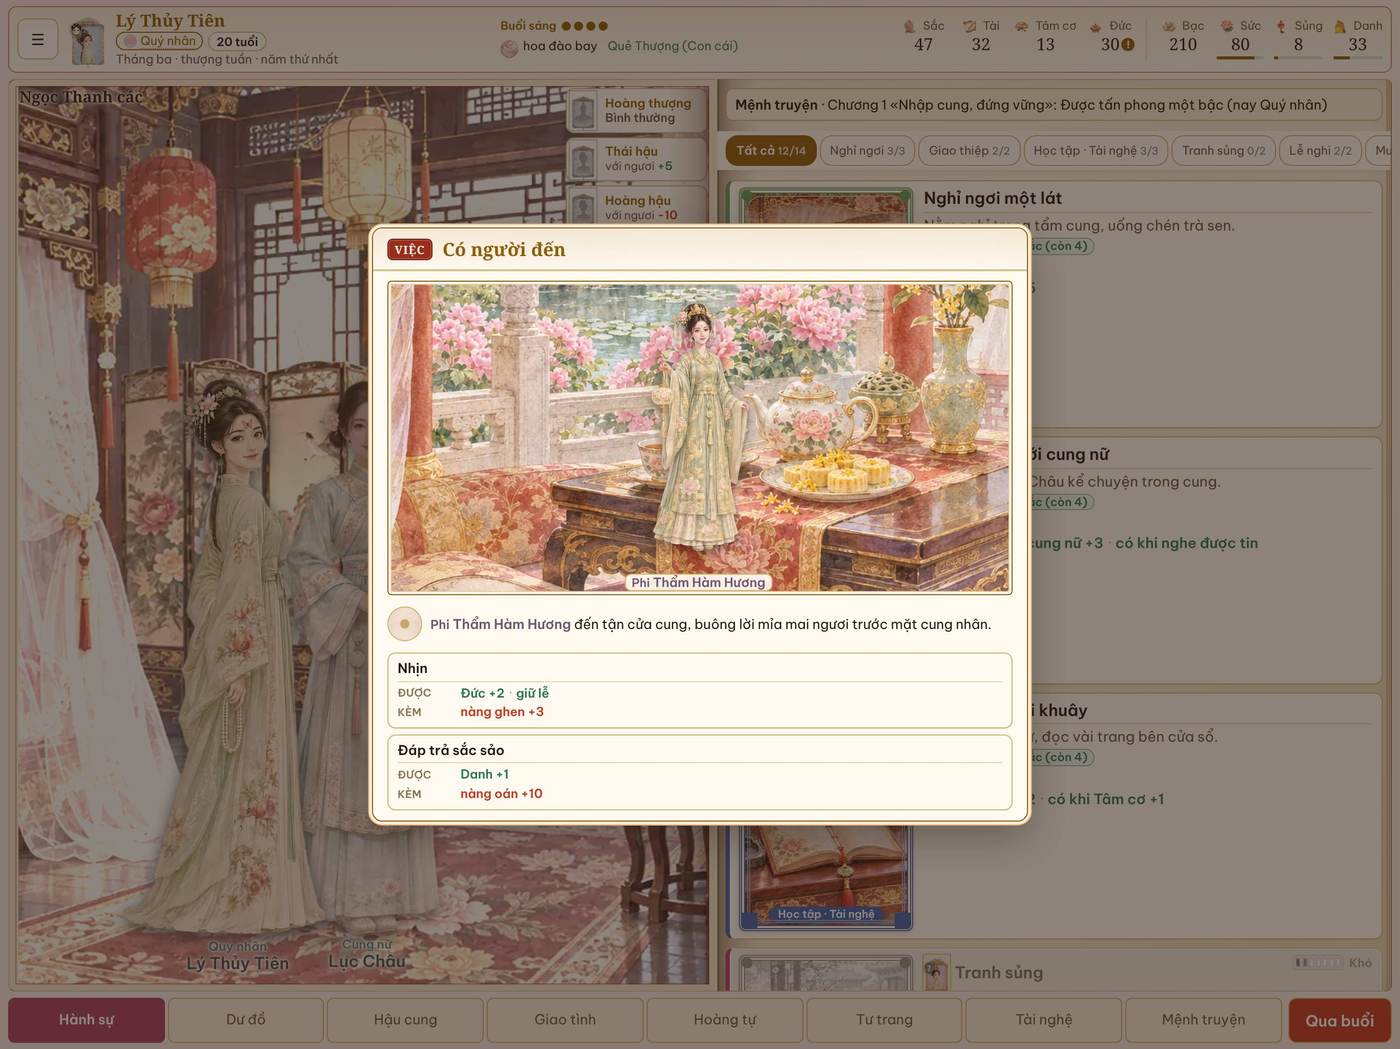 ☰
Lý Thủy Tiên
Quý nhân
20 tuổi
Tháng ba · thượng tuần · năm thứ nhất
Buổi sáng
hoa đào bay Quẻ Thượng (Con cái)
Sắc 47
Tài 32
Tâm cơ 13
Đức 30 !
Bạc 210
Sức 80
Sủng 8
Danh 33
Ngọc Thanh các
Hoàng thượng
Bình thường
Thái hậu
với ngươi +5
Hoàng hậu
với ngươi −10
Quý nhân
Lý Thủy Tiên
Cung nữ
Lục Châu
Mệnh truyện · Chương 1 «Nhập cung, đứng vững»: Được tấn phong một bậc (nay Quý nhân)
Tất cả 12/14
Nghỉ ngơi 3/3
Giao thiệp 2/2
Học tập · Tài nghệ 3/3
Tranh sủng 0/2
Lễ nghi 2/2
Mư
Nghỉ ngơi một lát
tẩm cung, uống chén trà sen.
(còn 4)
cung nữ
Châu kể chuyện trong cung.
(còn 4)
cung nữ +3 · có khi nghe được tin
khuây
đọc vài trang bên cửa sổ.
(còn 4)
· có khi Tâm cơ +1
Học tập · Tài nghệ
Tranh sủng
Khó
VIỆC Có người đến
Phi Thẩm Hàm Hương
Phi Thẩm Hàm Hương đến tận cửa cung, buông lời mỉa mai ngươi trước mặt cung nhân.
Nhịn
ĐƯỢC Đức +2 · giữ lễ
KÈM nàng ghen +3
Đáp trả sắc sảo
ĐƯỢC Danh +1
KÈM nàng oán +10
Hành sự
Dư đồ
Hậu cung
Giao tình
Hoàng tự
Tư trang
Tài nghệ
Mệnh truyện
Qua buổi